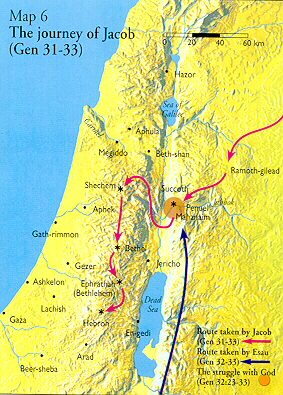 Map 6
The journey of Jacob
(Gen 31-33)
0 20 40 60 km
Hazor
Sea of
Galilee
Carmel
Aphula
Megiddo
Beth-shan
Ramoth-gilead
Shechem
Succoth
Jabbok
Peniel
Mahanaim
Aphek
Gath-rimmon
Bethel
Gezer
Jericho
Ephrathah
(Bethlehem)
Ashkelon
Lachish
Dead
Sea
Gaza
Hebron
En-gedi
Arad
Beer-sheba
Route taken by Jacob
(Gen 31-33)
Route taken by Esau
(Gen 32-33)
The struggle with God
(Gen 32:23-33)